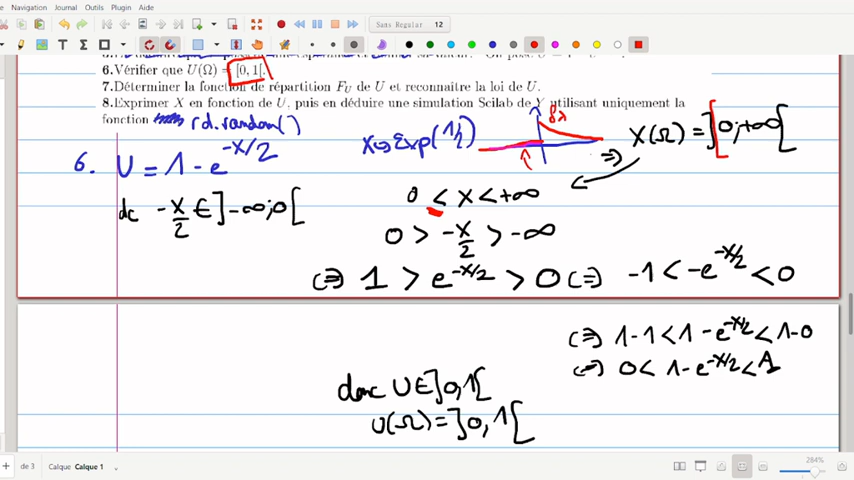 Navigation Journal Outils Affichage Aide
Sans Regular 12
6.Vérifier que U(Ω) = [0, 1[.
7.Déterminer la fonction de répartition F_U de U et reconnaître la loi de U.
8.Exprimer X en fonction de U, puis en déduire une simulation Scilab de Y utilisant uniquement la
fonction rd.random()
X↪Exp(1/2)
fλ
X(Ω) = ]0,+∞[
6. U = 1 - e^{-X/2}
⇒
dc -X/2 ∈ ]-∞;0[
0 < X < +∞
0 > -X/2 > -∞
(⇒) 1 > e^{-X/2} > 0 (⇒) -1 < -e^{-X/2} < 0
(⇒) 1-1 < 1-e^{-X/2} < 1-0
(⇒) 0 < 1-e^{-X/2} < 1
donc U∈]0,1[
U(Ω)=]0,1[
de 3 Calque Calque 1 284%